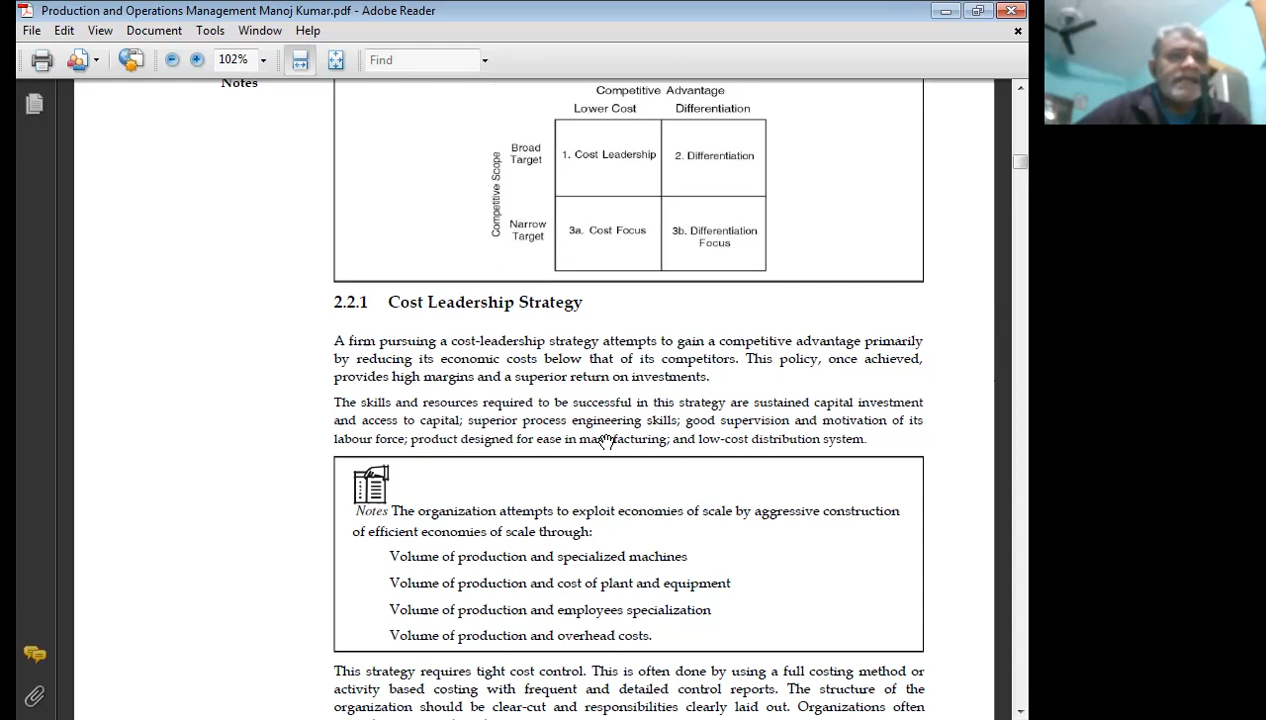 Production and Operations Management Manoj Kumar.pdf - Adobe Reader
File Edit View Document Tools Window Help
102%
Find
Notes
Competitive Advantage
Lower Cost Differentiation
Competitive Scope
Broad Target
1. Cost Leadership
2. Differentiation
Narrow Target
3a. Cost Focus
3b. Differentiation Focus
2.2.1 Cost Leadership Strategy
A firm pursuing a cost-leadership strategy attempts to gain a competitive advantage primarily
by reducing its economic costs below that of its competitors. This policy, once achieved,
provides high margins and a superior return on investments.
The skills and resources required to be successful in this strategy are sustained capital investment
and access to capital; superior process engineering skills; good supervision and motivation of its
labour force; product designed for ease in manufacturing; and low-cost distribution system.
Notes The organization attempts to exploit economies of scale by aggressive construction
of efficient economies of scale through:
Volume of production and specialized machines
Volume of production and cost of plant and equipment
Volume of production and employees specialization
Volume of production and overhead costs.
This strategy requires tight cost control. This is often done by using a full costing method or
activity based costing with frequent and detailed control reports. The structure of the
organization should be clear-cut and responsibilities clearly laid out. Organizations often